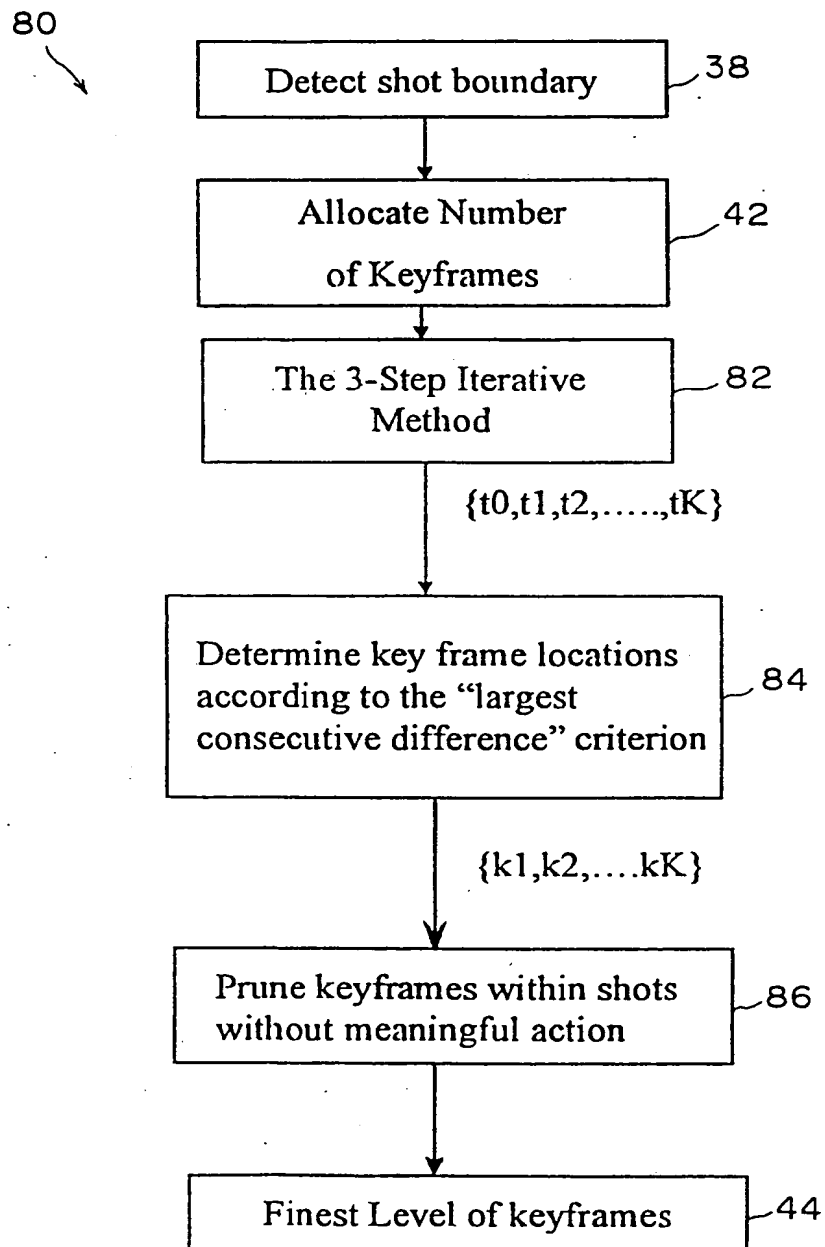 80
Detect shot boundary
38
Allocate Number
of Keyframes
42
The 3-Step Iterative
Method
82
{t0,t1,t2,.....,tK}
Determine key frame locations
according to the “largest
consecutive difference” criterion
84
{k1,k2,....kK}
Prune keyframes within shots
without meaningful action
86
Finest Level of keyframes
44